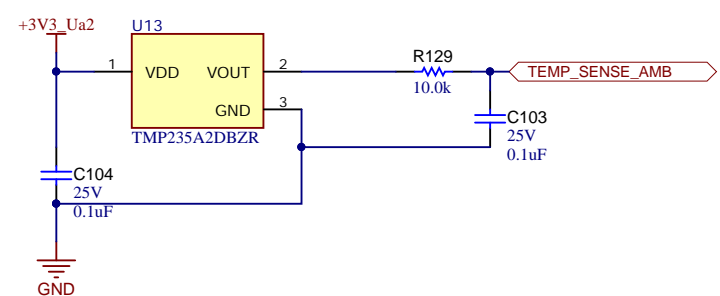 +3V3_Ua2
U13
1
VDD
VOUT
2
R129
10.0k
TEMP_SENSE_AMB
GND
3
TMP235A2DBZR
C103
25V
0.1uF
C104
25V
0.1uF
GND